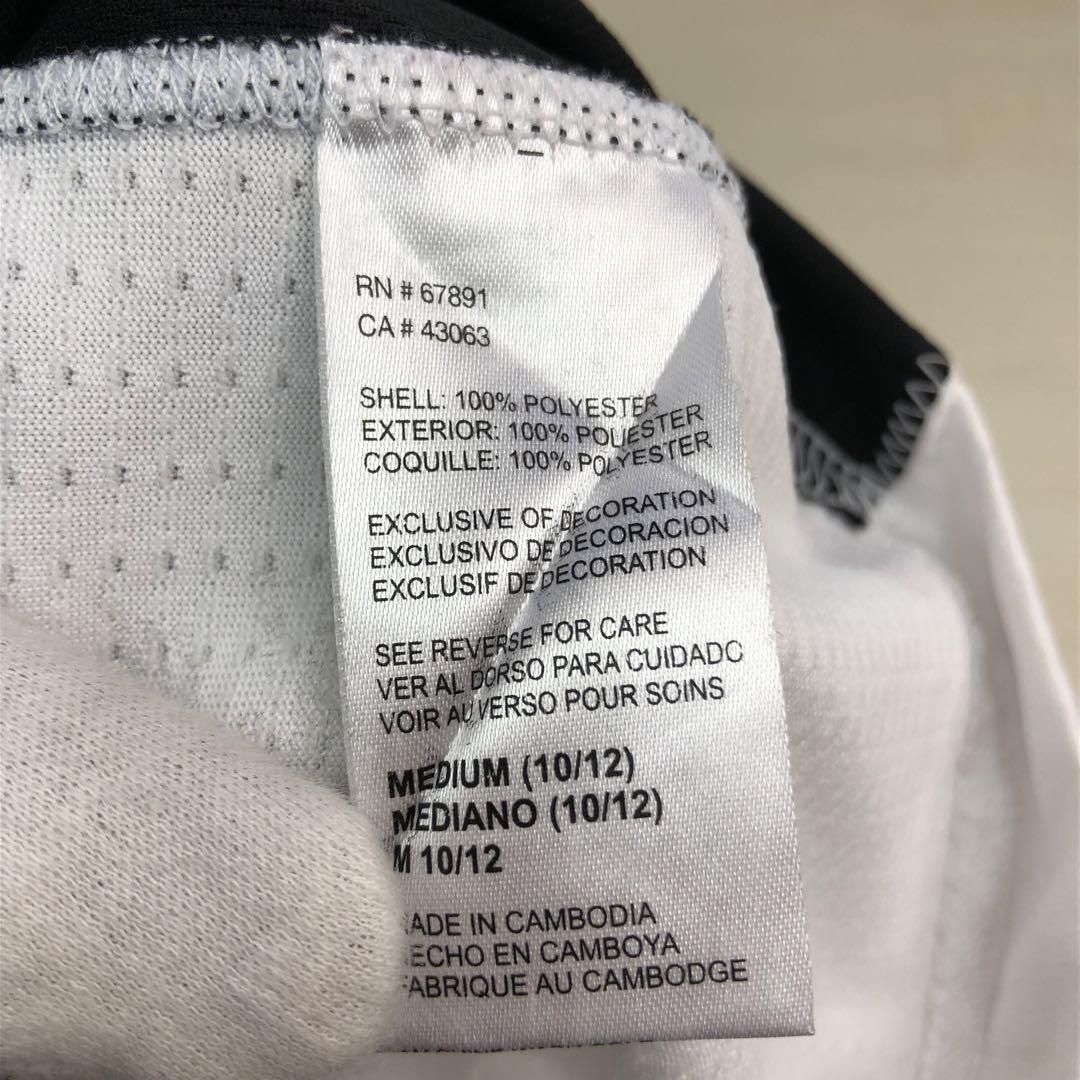 RN # 67891
CA # 43063
SHELL: 100% POLYESTER
EXTERIOR: 100% POLIESTER
COQUILLE: 100% POLYESTER
EXCLUSIVE OF DECORATION
EXCLUSIVO DE DECORACION
EXCLUSIF DE DECORATION
SEE REVERSE FOR CARE
VER AL DORSO PARA CUIDADO
VOIR AU VERSO POUR SOINS
MEDIUM (10/12)
MEDIANO (10/12)
M 10/12
ADE IN CAMBODIA
ECHO EN CAMBOYA
FABRIQUE AU CAMBODGE